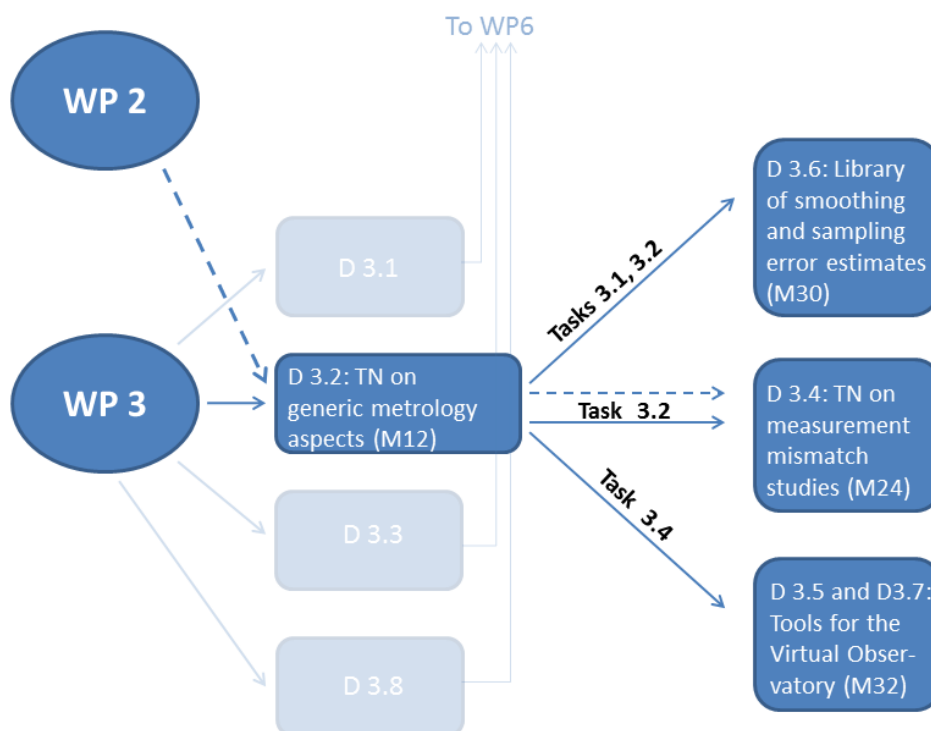 To WP6
WP 2
D 3.6: Library
of smoothing
and sampling
error estimates
(M30)
D 3.1
Tasks 3.1, 3.2
WP 3
D 3.2: TN on
generic metrology
aspects (M12)
Task 3.2
D 3.4: TN on
measurement
mismatch
studies (M24)
Task 3.4
D 3.3
D 3.5 and D3.7:
Tools for the
Virtual Obser-
vatory (M32)
D 3.8